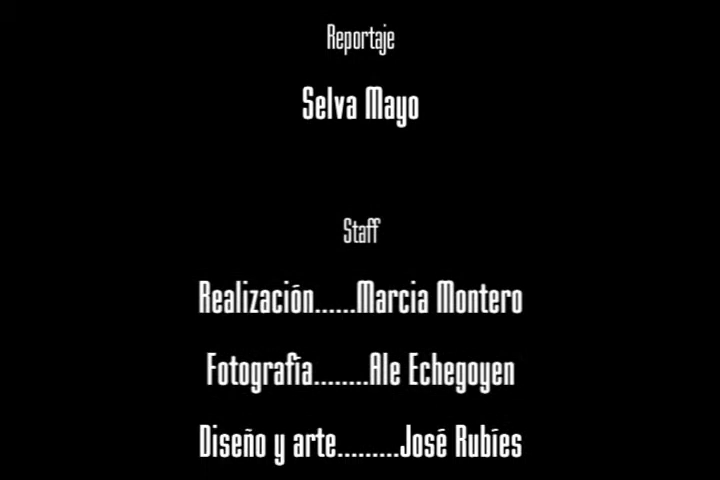 Reportaje
Selva Mayo
Staff
Realización......Marcia Montero
Fotografía........Ale Echegoyen
Diseño y arte.........José Rubíes